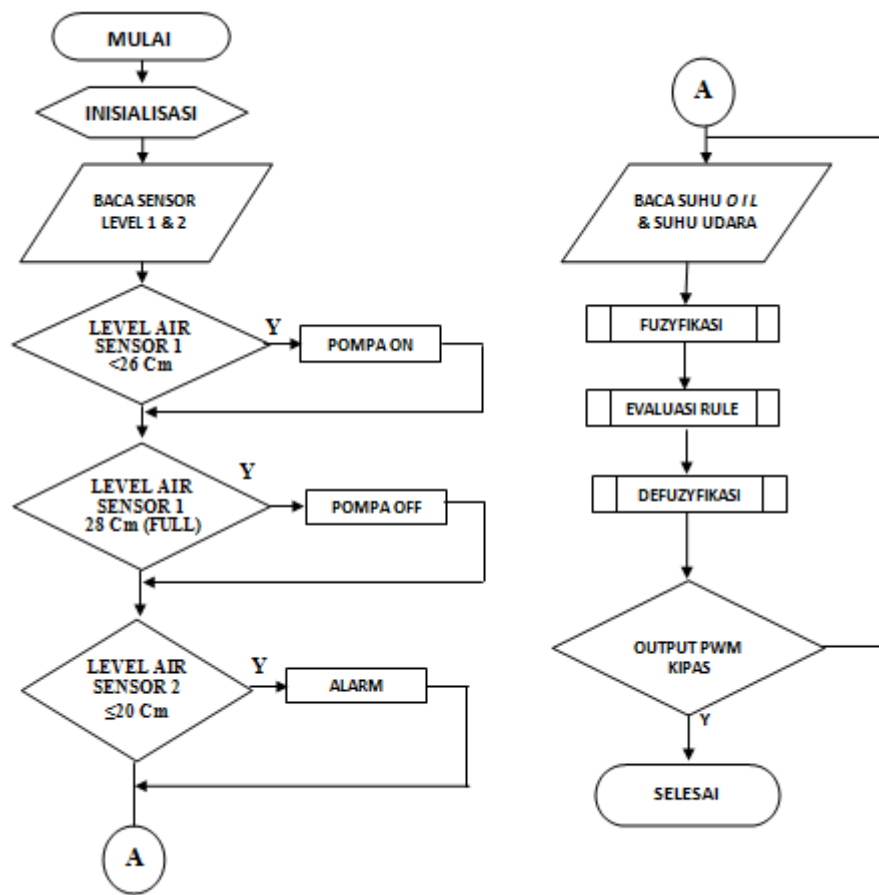 MULAI
INISIALISASI
BACA SENSOR
LEVEL 1 & 2
LEVEL AIR
SENSOR 1
<26 Cm
Y
POMPA ON
LEVEL AIR
SENSOR 1
28 Cm (FULL)
Y
POMPA OFF
LEVEL AIR
SENSOR 2
≤20 Cm
Y
ALARM
A
A
BACA SUHU O I L
& SUHU UDARA
FUZYFIKASI
EVALUASI RULE
DEFUZYFIKASI
OUTPUT PWM
KIPAS
Y
SELESAI